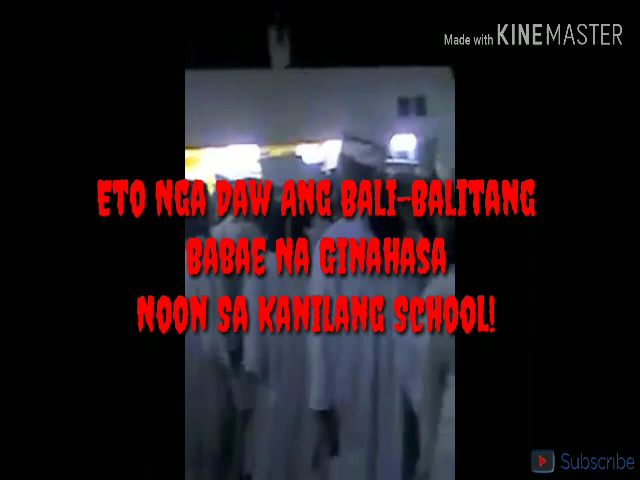 Made with KINEMASTER
ETO NGA DAW ANG BALI-BALITANG
BABAE NA GINAHASA
NOON SA KANILANG SCHOOL!
Subscribe